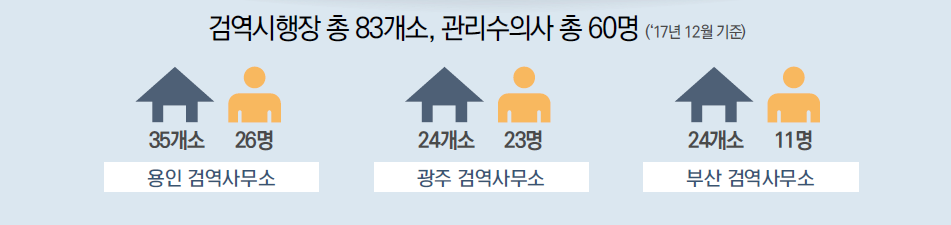 검역시행장 총 83개소, 관리수의사 총 60명 (‘17년 12월 기준)
35개소 26명 24개소 23명 24개소 11명
용인 검역사무소 광주 검역사무소 부산 검역사무소